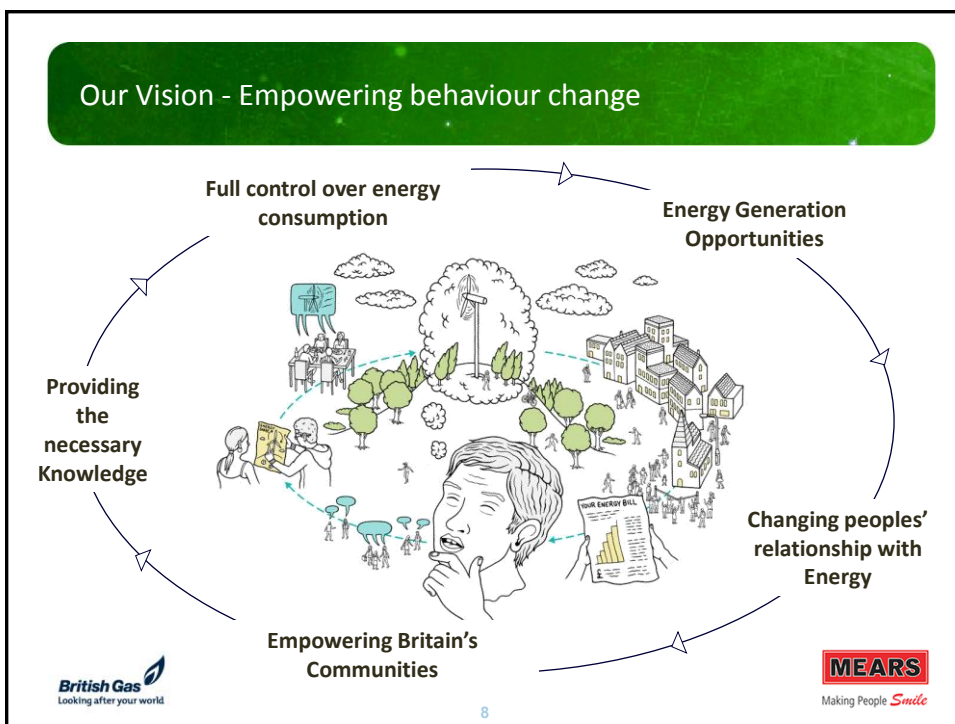 Our Vision - Empowering behaviour change
Full control over energy
consumption
Energy Generation
Opportunities
Providing
the
necessary
Knowledge
YOUR ENERGY BILL
£
Changing peoples’
relationship with
Energy
Empowering Britain’s
Communities
British Gas
Looking after your world
MEARS
Making People Smile
8